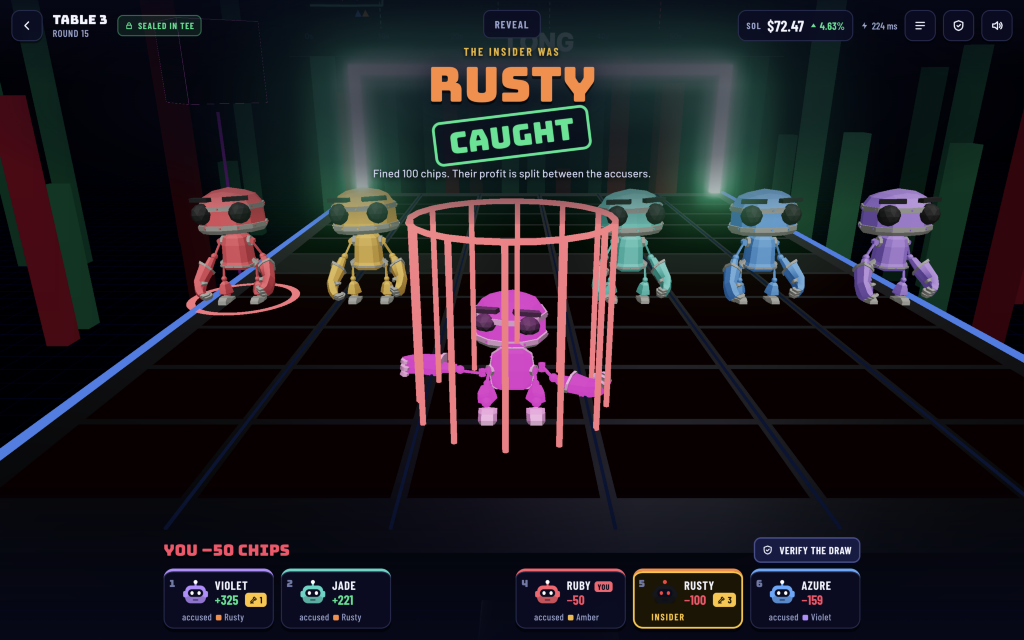 TABLE 3
ROUND 15
SEALED IN TEE
REVEAL
SOL $72.47 4.63%
224 ms
THE INSIDER WAS
RUSTY
CAUGHT
Fined 100 chips. Their profit is split between the accusers.
YOU −50 CHIPS
VERIFY THE DRAW
1 VIOLET
+325 1
accused Rusty
2 JADE
+221
accused Rusty
4 RUBY YOU
−50
accused Amber
5 RUSTY
−100 3
INSIDER
6 AZURE
−159
accused Violet